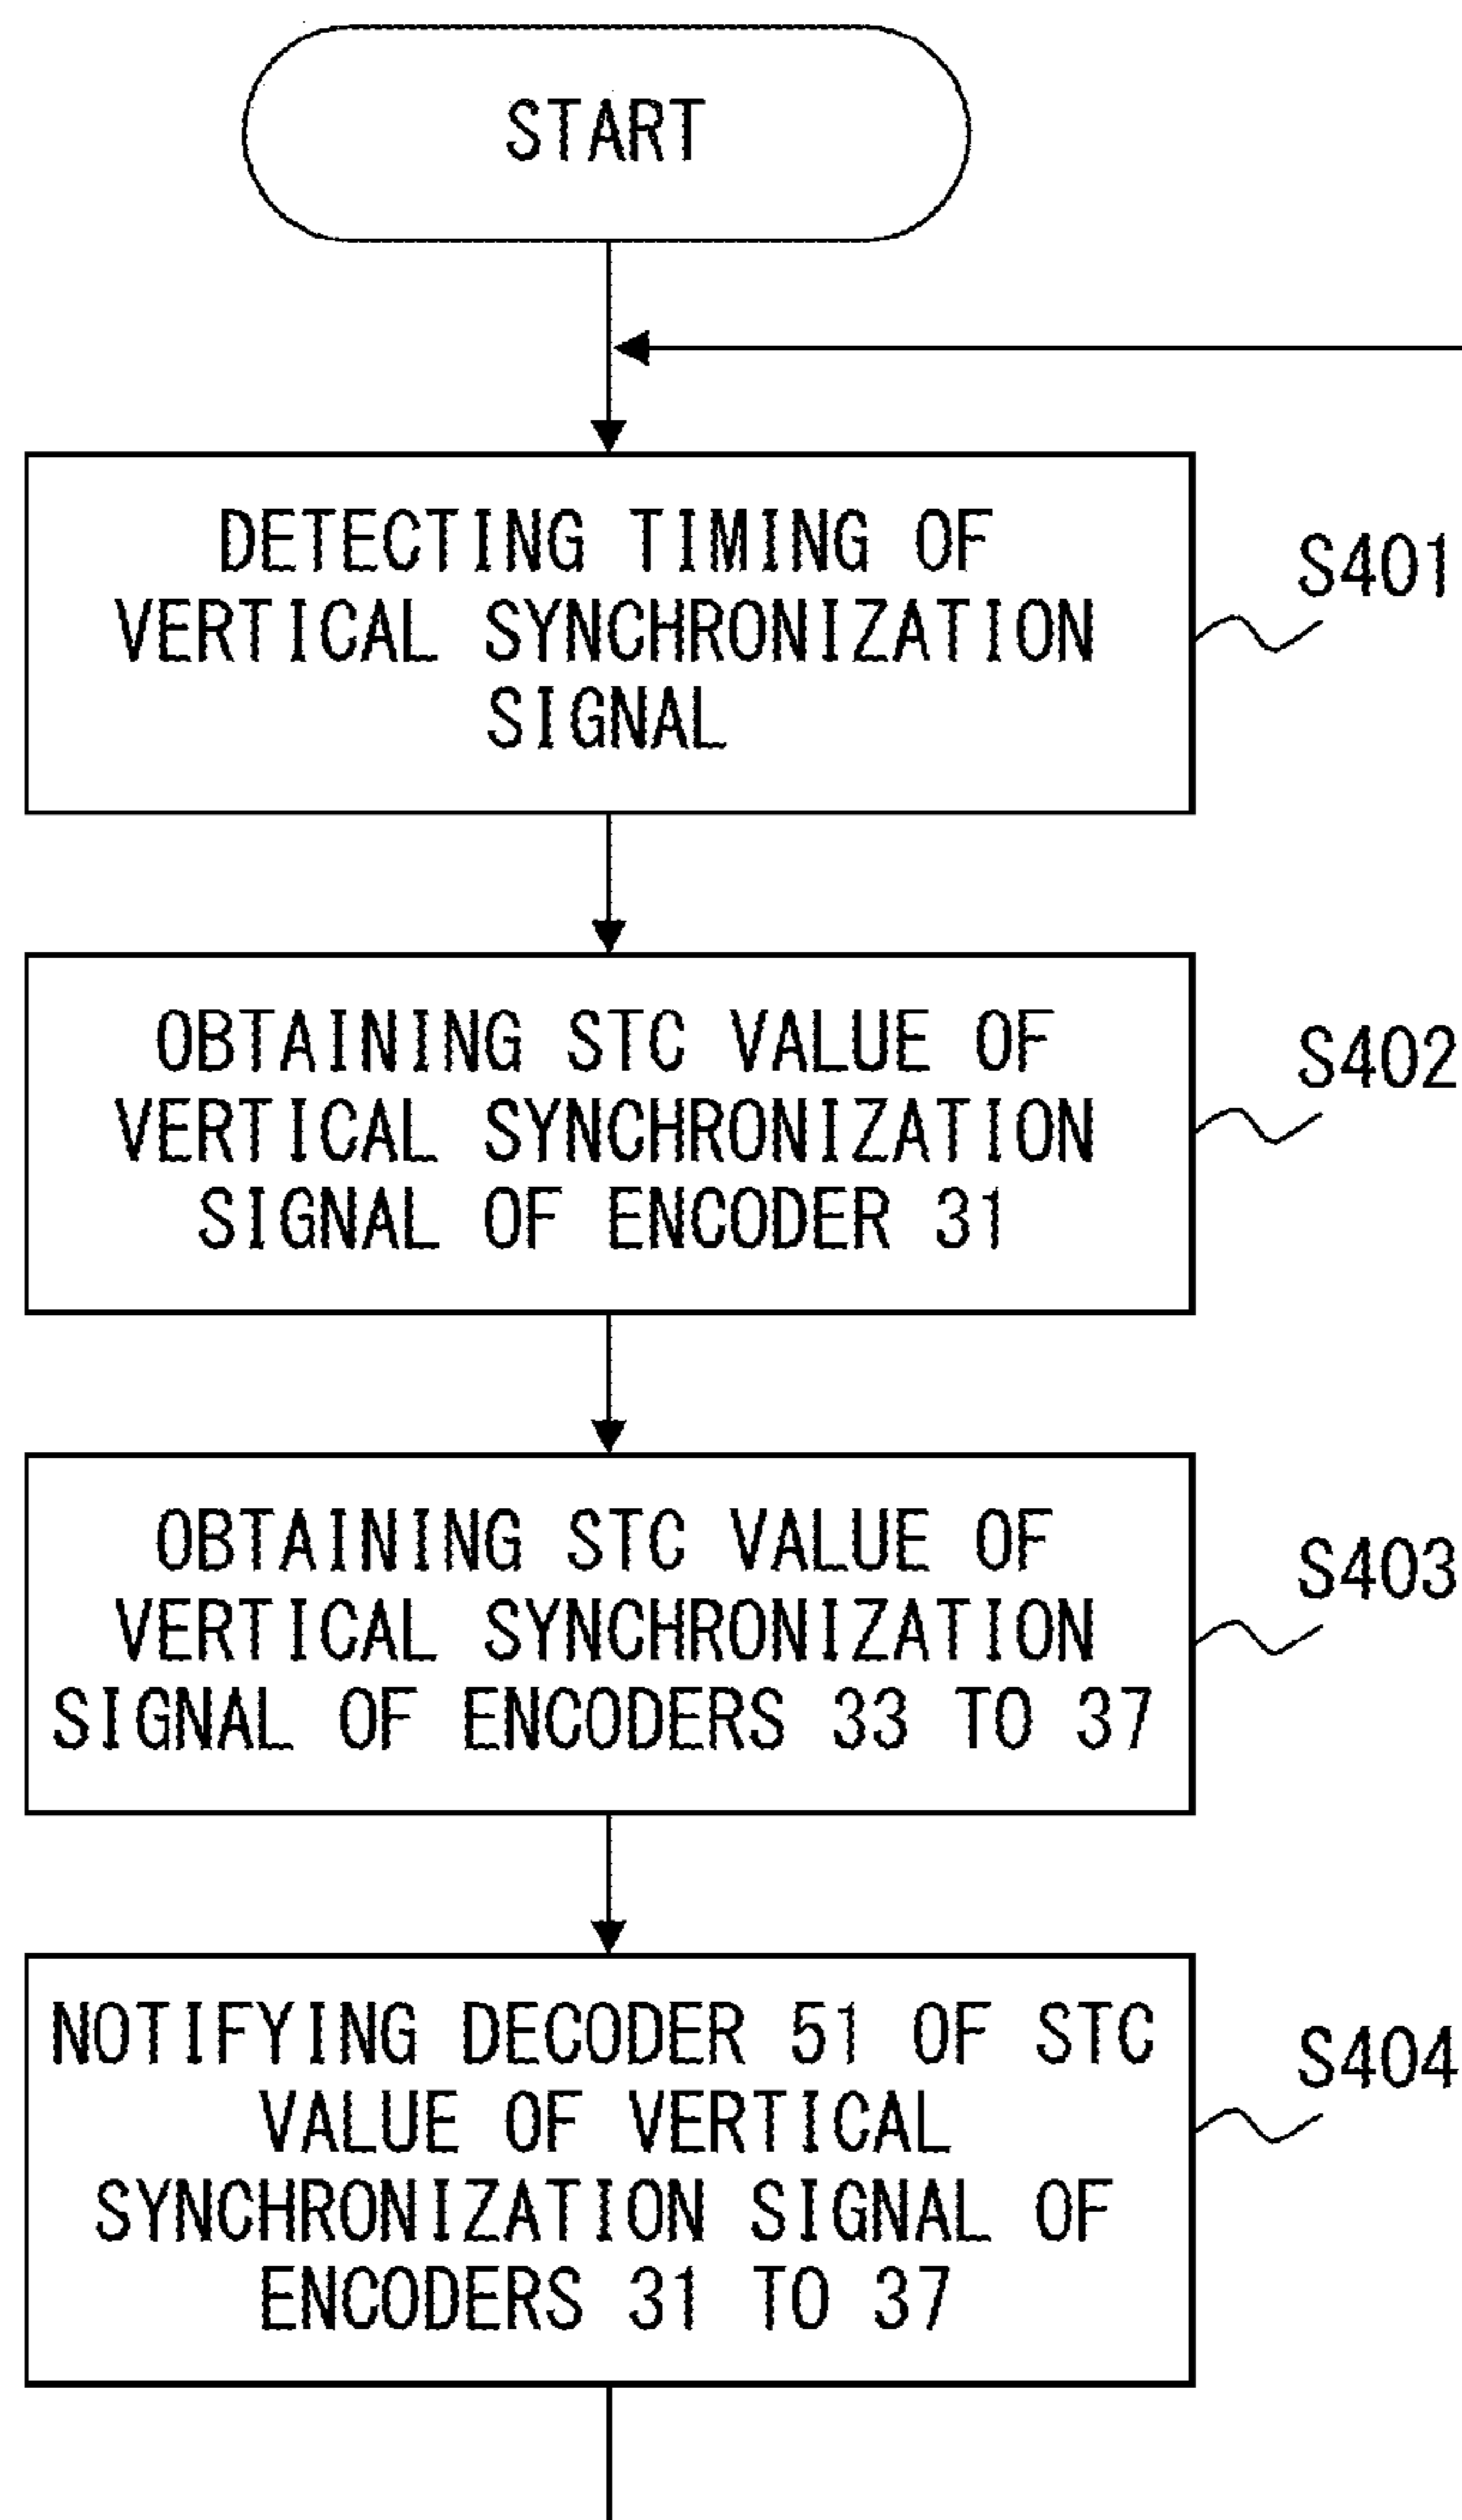 START
DETECTING TIMING OF
VERTICAL SYNCHRONIZATION
SIGNAL
S401
OBTAINING STC VALUE OF
VERTICAL SYNCHRONIZATION
SIGNAL OF ENCODER 31
S402
OBTAINING STC VALUE OF
VERTICAL SYNCHRONIZATION
SIGNAL OF ENCODERS 33 TO 37
S403
NOTIFYING DECODER 51 OF STC
VALUE OF VERTICAL
SYNCHRONIZATION SIGNAL OF
ENCODERS 31 TO 37
S404